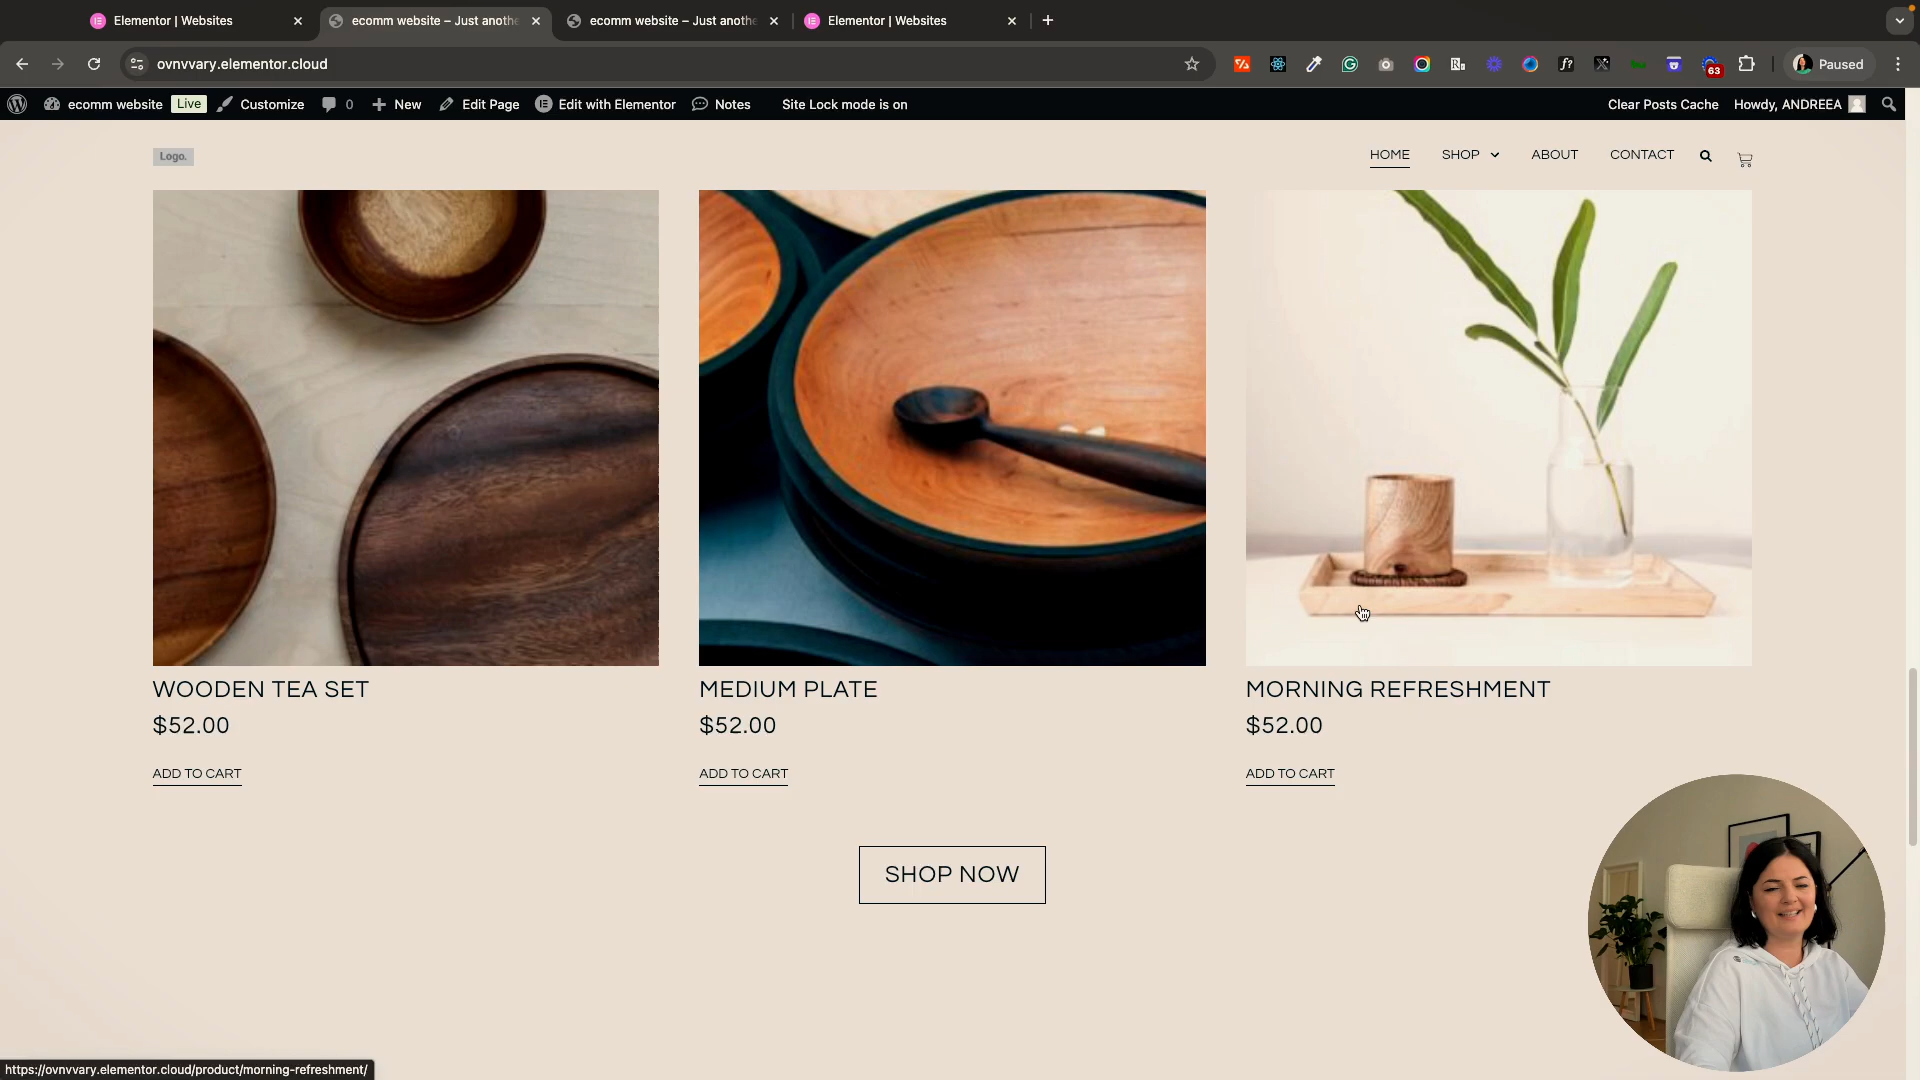 Elementor | Websites
ecomm website – Just anothe
ecomm website – Just anothe
Elementor | Websites
ovnvvary.elementor.cloud
63
Paused
ecomm website
Live
Customize
0
New
Edit Page
Edit with Elementor
Notes
Site Lock mode is on
Clear Posts Cache
Howdy, ANDREEA
Logo.
HOME
SHOP
ABOUT
CONTACT
WOODEN TEA SET
$52.00
ADD TO CART
MEDIUM PLATE
$52.00
ADD TO CART
MORNING REFRESHMENT
$52.00
ADD TO CART
SHOP NOW
https://ovnvvary.elementor.cloud/product/morning-refreshment/